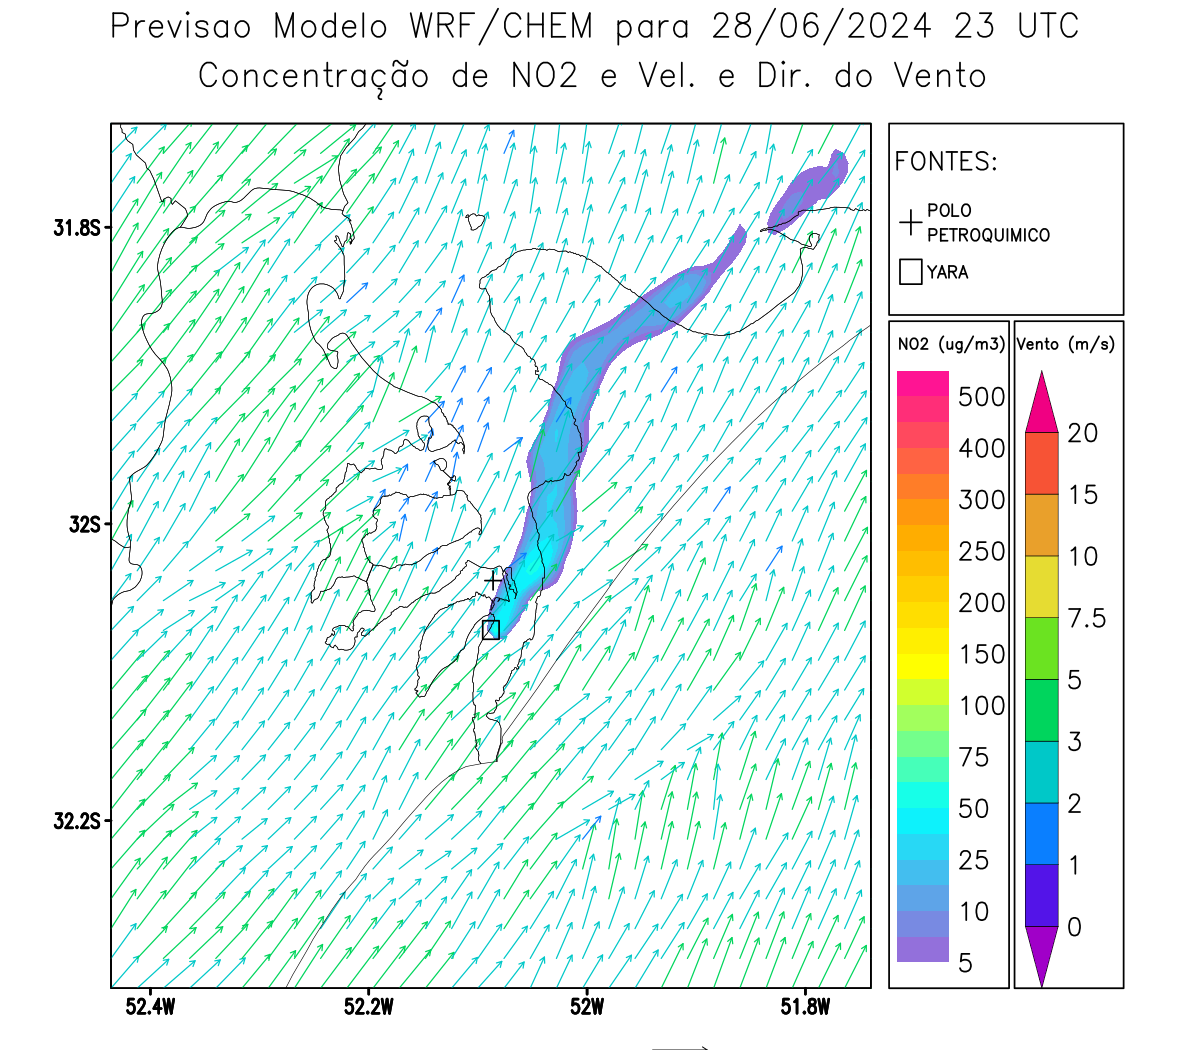 Previsao Modelo WRF/CHEM para 28/06/2024 23 UTC
Concentração de NO2 e Vel. e Dir. do Vento
FONTES:
POLO
PETROQUIMICO
YARA
NO2 (ug/m3)
500
400
300
250
200
150
100
75
50
25
10
5
Vento (m/s)
20
15
10
7.5
5
3
2
1
0
31.8S
32S
32.2S
52.4W
52.2W
52W
51.8W